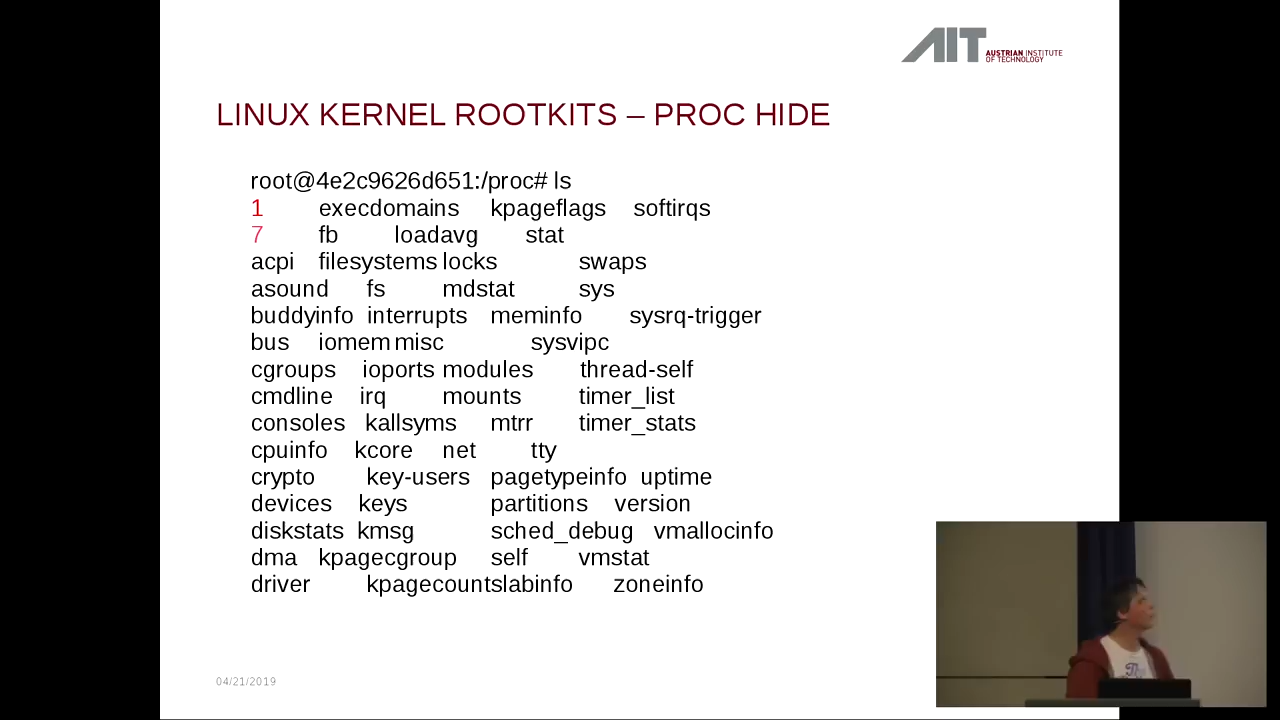 AIT AUSTRIAN INSTITUTE
OF TECHNOLOGY
LINUX KERNEL ROOTKITS – PROC HIDE
root@4e2c9626d651:/proc# ls
1 execdomains kpageflags softirqs
7 fb loadavg stat
acpi filesystems locks swaps
asound fs mdstat sys
buddyinfo interrupts meminfo sysrq-trigger
bus iomem misc sysvipc
cgroups ioports modules thread-self
cmdline irq mounts timer_list
consoles kallsyms mtrr timer_stats
cpuinfo kcore net tty
crypto key-users pagetypeinfo uptime
devices keys partitions version
diskstats kmsg sched_debug vmallocinfo
dma kpagecgroup self vmstat
driver kpagecountslabinfo zoneinfo
04/21/2019